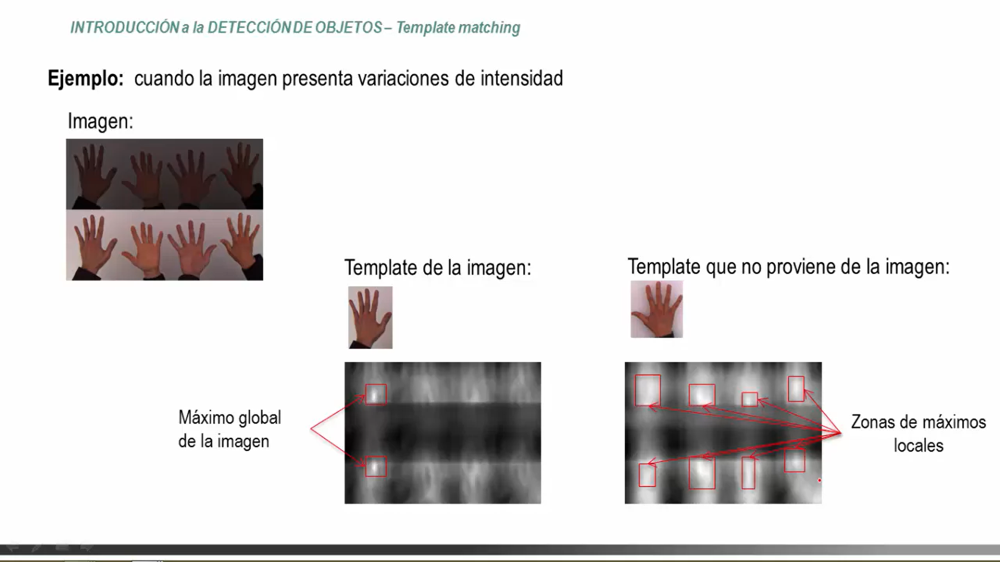 INTRODUCCIÓN a la DETECCIÓN DE OBJETOS – Template matching
Ejemplo: cuando la imagen presenta variaciones de intensidad
Imagen:
Template de la imagen:
Template que no proviene de la imagen:
Máximo global
de la imagen
Zonas de máximos
locales